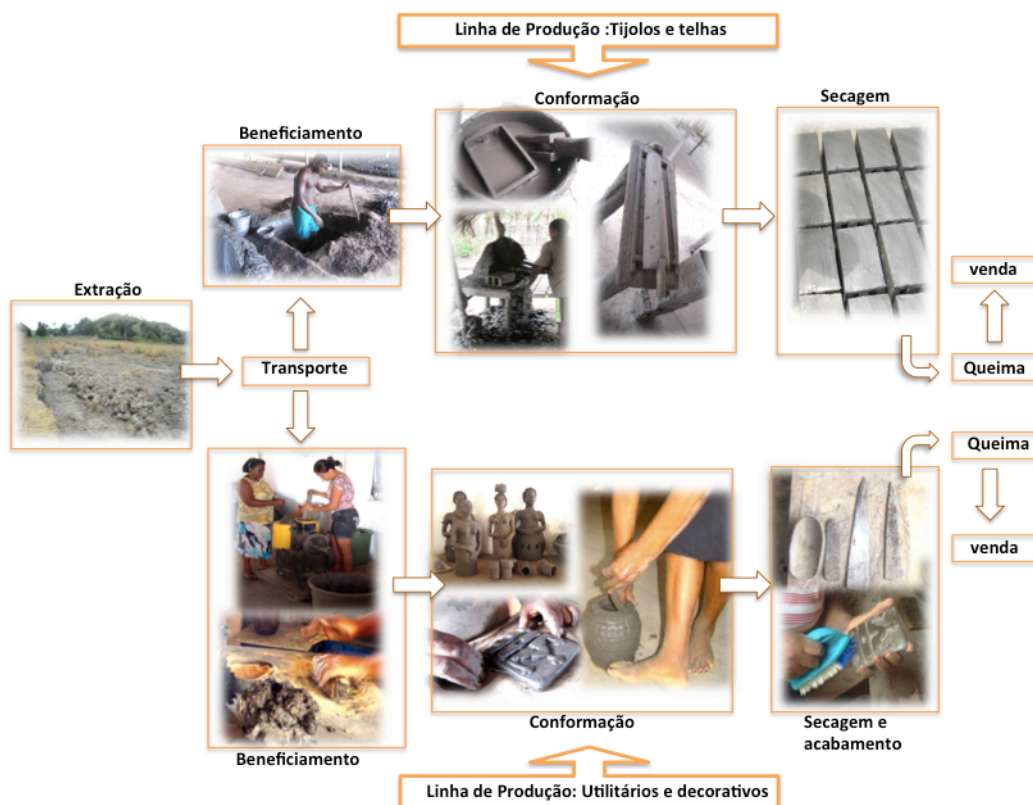 Linha de Produção :Tijolos e telhas
Conformação
Secagem
Beneficiamento
venda
Extração
Transporte
Queima
Queima
venda
Conformação
Secagem e
acabamento
Beneficiamento
Linha de Produção: Utilitários e decorativos